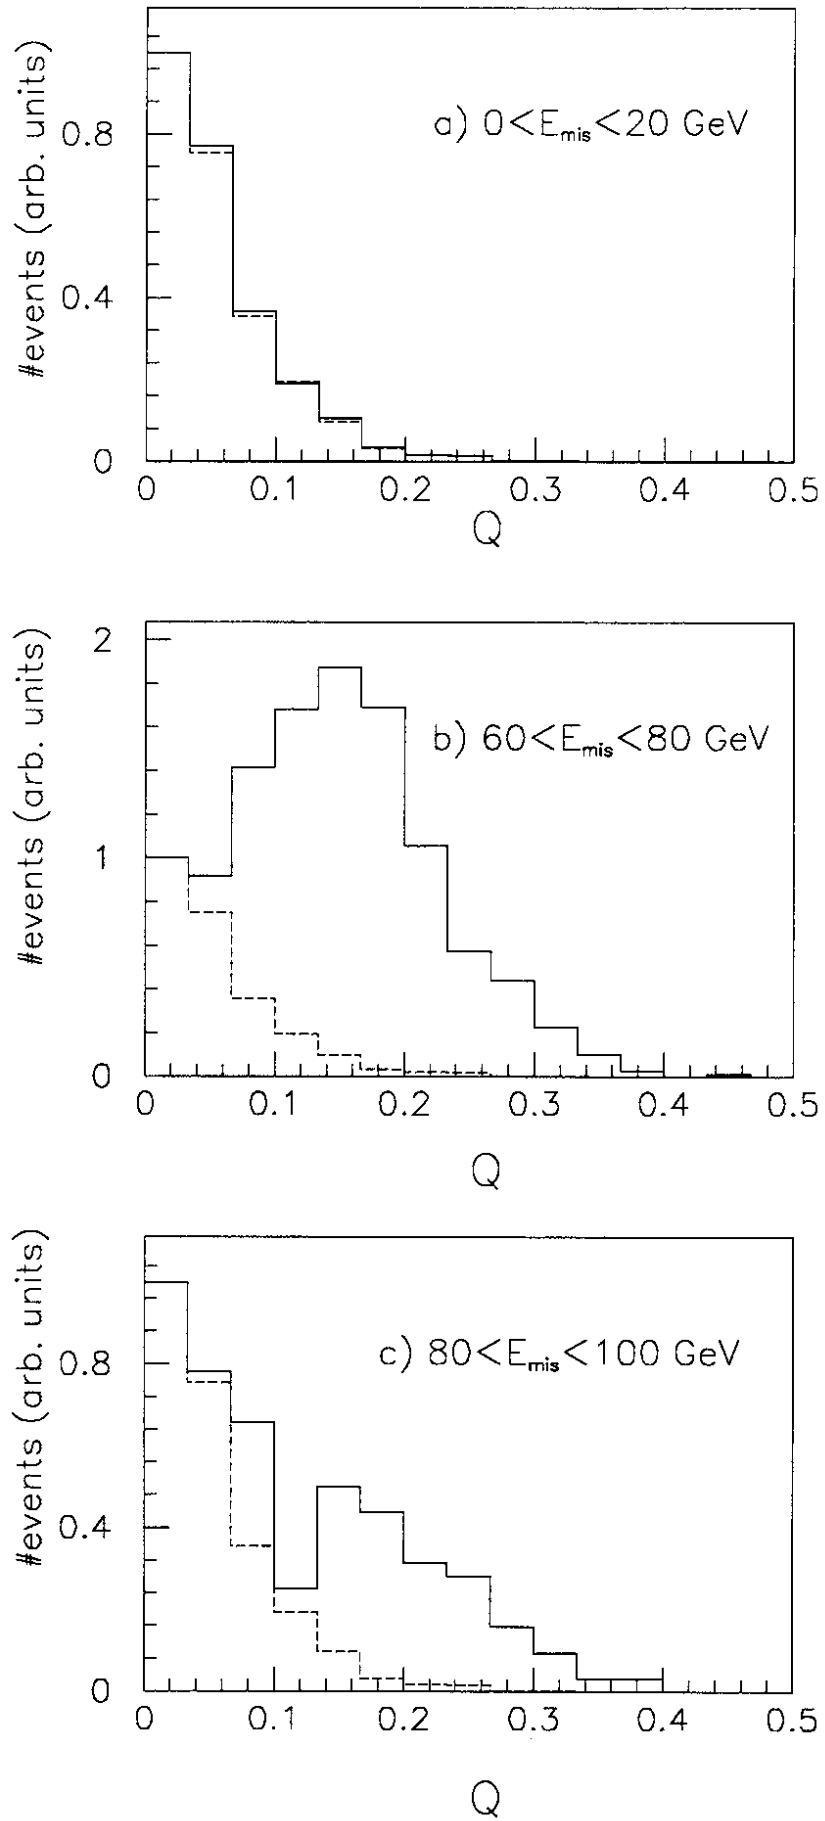 #events (arb. units)
a) 0<E_mis<20 GeV
0.8
0.4
0
0 0.1 0.2 0.3 0.4 0.5
Q
#events (arb. units)
b) 60<E_mis<80 GeV
2
1
0
0 0.1 0.2 0.3 0.4 0.5
Q
#events (arb. units)
c) 80<E_mis<100 GeV
0.8
0.4
0
0 0.1 0.2 0.3 0.4 0.5
Q